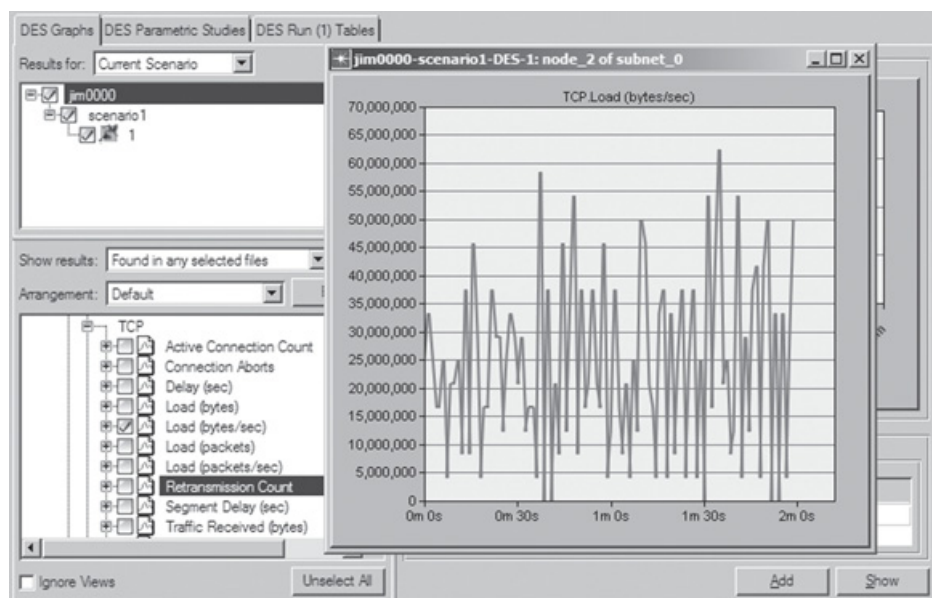 DES Graphs DES Parametric Studies DES Run (1) Tables
Results for: Current Scenario
jim0000
scenario1
1
Show results: Found in any selected files
Arrangement: Default
TCP
Active Connection Count
Connection Aborts
Delay (sec)
Load (bytes)
Load (bytes/sec)
Load (packets)
Load (packets/sec)
Retransmission Count
Segment Delay (sec)
Traffic Received (bytes)
Ignore Views
Unselect All
jim0000-scenario1-DES-1: node_2 of subnet_0
TCP.Load (bytes/sec)
70,000,000
65,000,000
60,000,000
55,000,000
50,000,000
45,000,000
40,000,000
35,000,000
30,000,000
25,000,000
20,000,000
15,000,000
10,000,000
5,000,000
0
0m 0s 0m 30s 1m 0s 1m 30s 2m 0s
Add Show